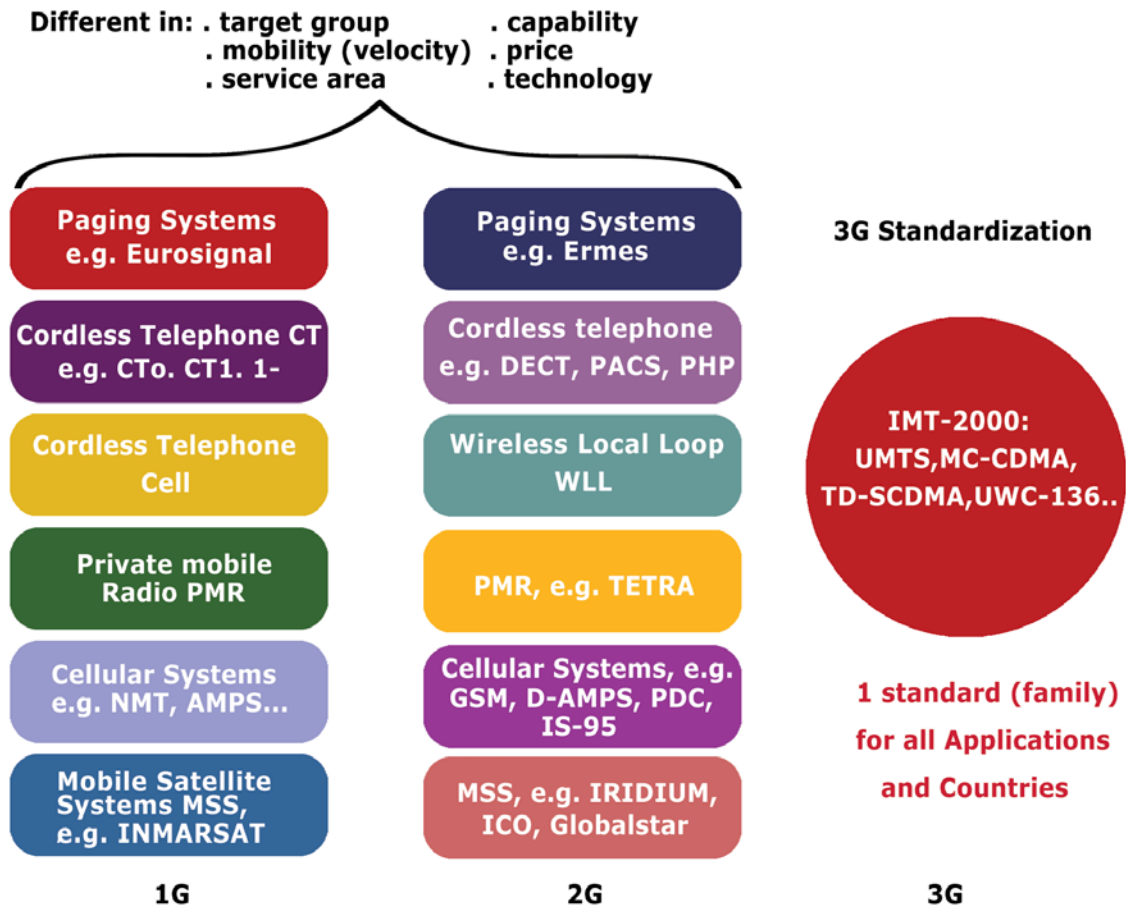 Different in: . target group . capability
. mobility (velocity) . price
. service area . technology
Paging Systems
e.g. Eurosignal
Cordless Telephone CT
e.g. CTo. CT1. 1-
Cordless Telephone
Cell
Private mobile
Radio PMR
Cellular Systems
e.g. NMT, AMPS...
Mobile Satellite
Systems MSS,
e.g. INMARSAT
1G
Paging Systems
e.g. Ermes
Cordless telephone
e.g. DECT, PACS, PHP
Wireless Local Loop
WLL
PMR, e.g. TETRA
Cellular Systems, e.g.
GSM, D-AMPS, PDC,
IS-95
MSS, e.g. IRIDIUM,
ICO, Globalstar
2G
3G Standardization
IMT-2000:
UMTS,MC-CDMA,
TD-SCDMA,UWC-136..
1 standard (family)
for all Applications
and Countries
3G